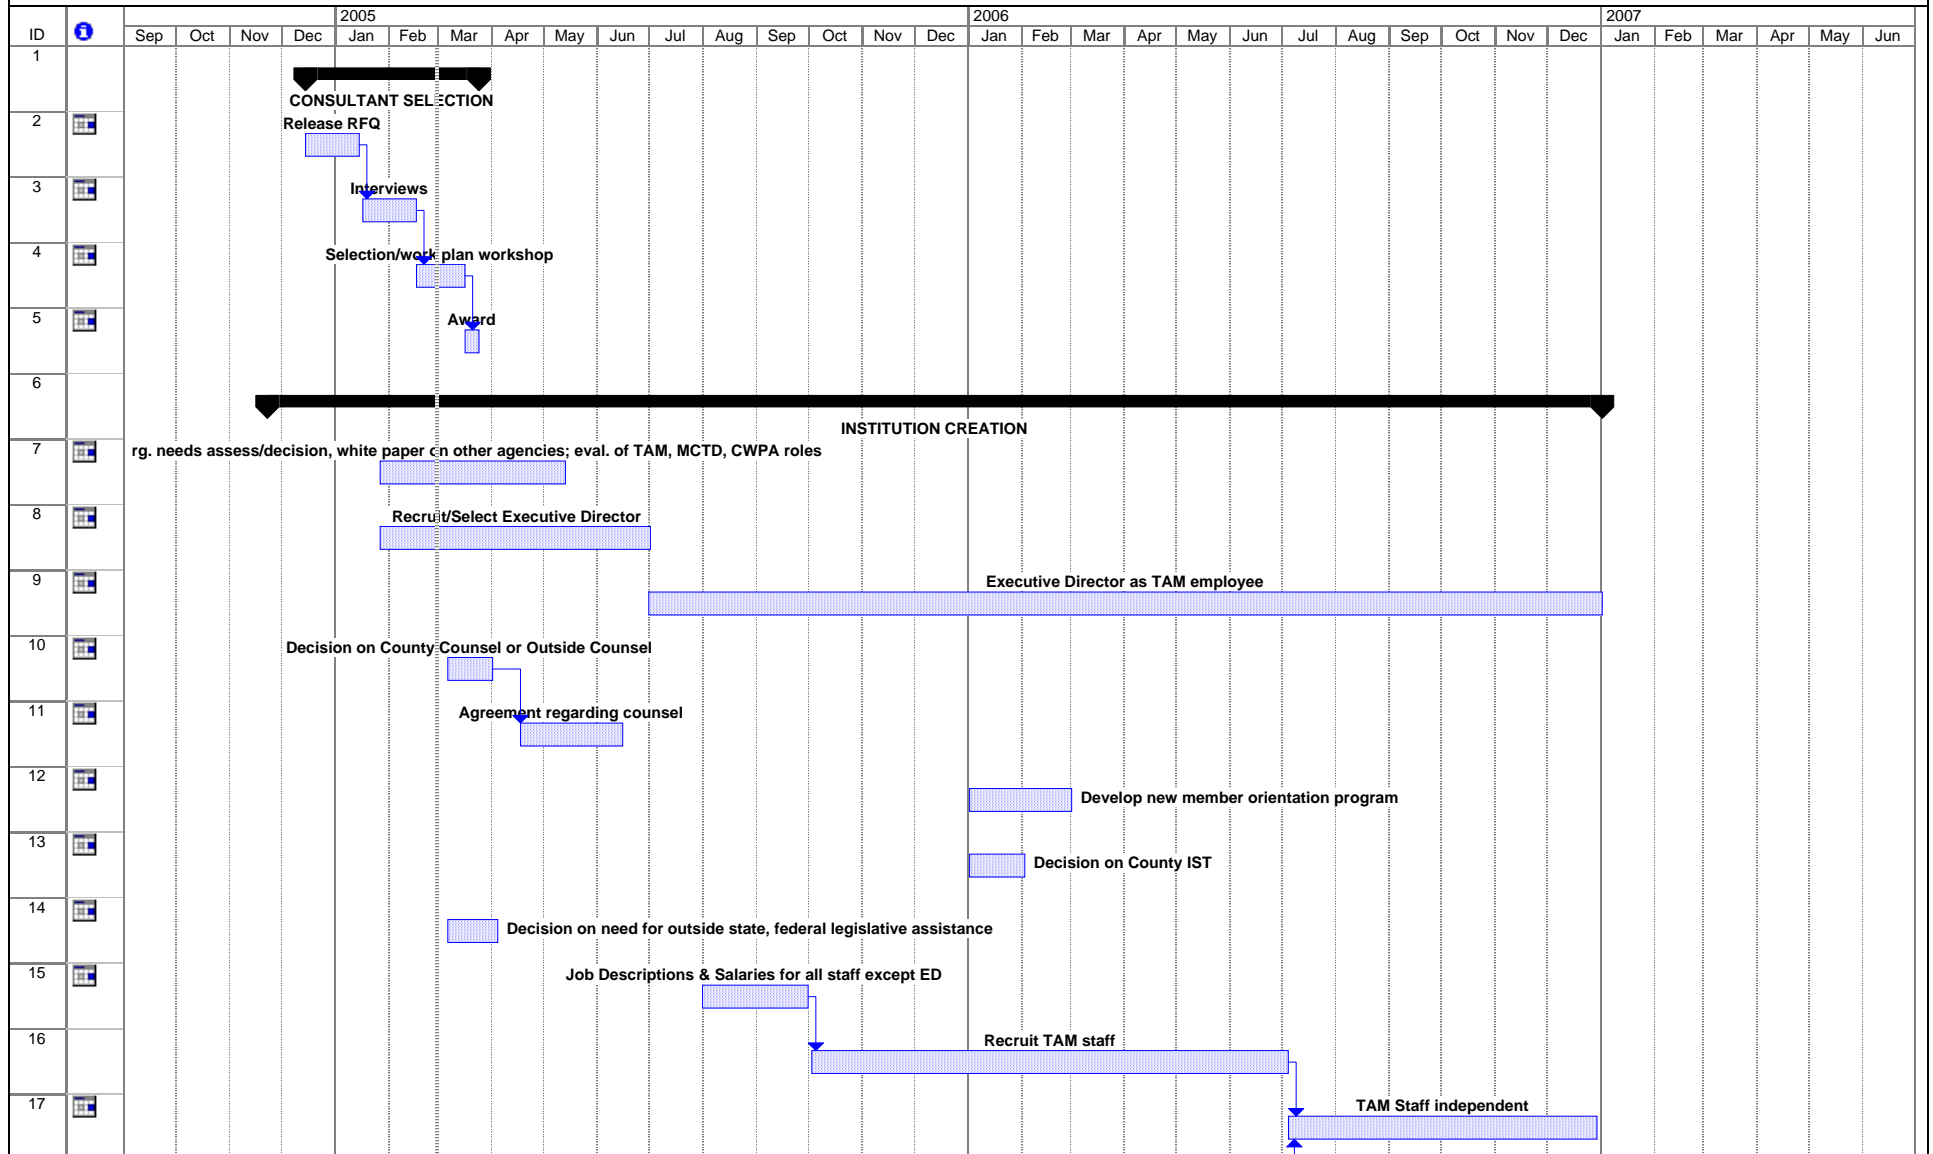 2005 2006 2007
ID Sep Oct Nov Dec Jan Feb Mar Apr May Jun Jul Aug Sep Oct Nov Dec Jan Feb Mar Apr May Jun Jul Aug Sep Oct Nov Dec Jan Feb Mar Apr May Jun
1
CONSULTANT SELECTION
2 Release RFQ
3 Interviews
4 Selection/work plan workshop
5 Award
6
INSTITUTION CREATION
7 rg. needs assess/decision, white paper on other agencies; eval. of TAM, MCTD, CWPA roles
8 Recruit/Select Executive Director
9 Executive Director as TAM employee
10 Decision on County Counsel or Outside Counsel
11 Agreement regarding counsel
12 Develop new member orientation program
13 Decision on County IST
14 Decision on need for outside state, federal legislative assistance
15 Job Descriptions & Salaries for all staff except ED
16 Recruit TAM staff
17 TAM Staff independent